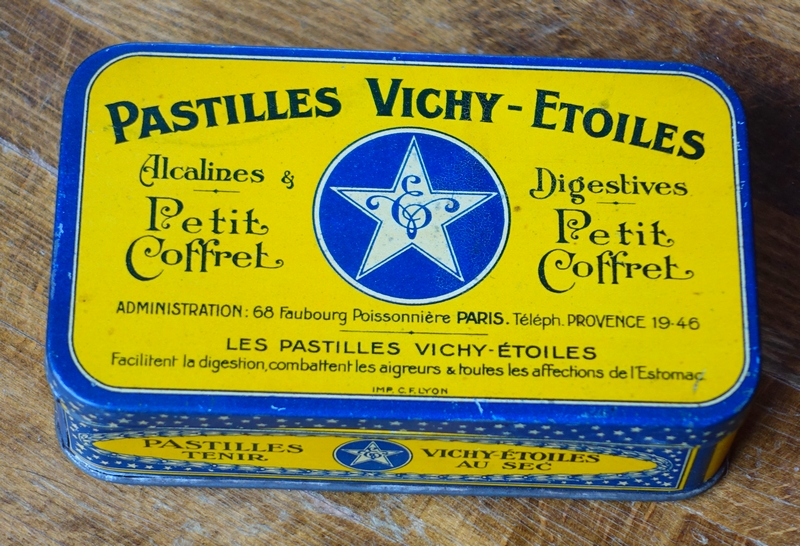 PASTILLES VICHY-ETOILES
Alcalines & Digestives
Petit Coffret Petit Coffret
ADMINISTRATION: 68 Faubourg Poissonnière PARIS. Téléph. PROVENCE 19-46
LES PASTILLES VICHY-ÉTOILES
Facilitent la digestion, combattent les aigreurs & toutes les affections de l'Estomac
IMP. C. F. LYON
PASTILLES VICHY-ÉTOILES
TENIR AU SEC